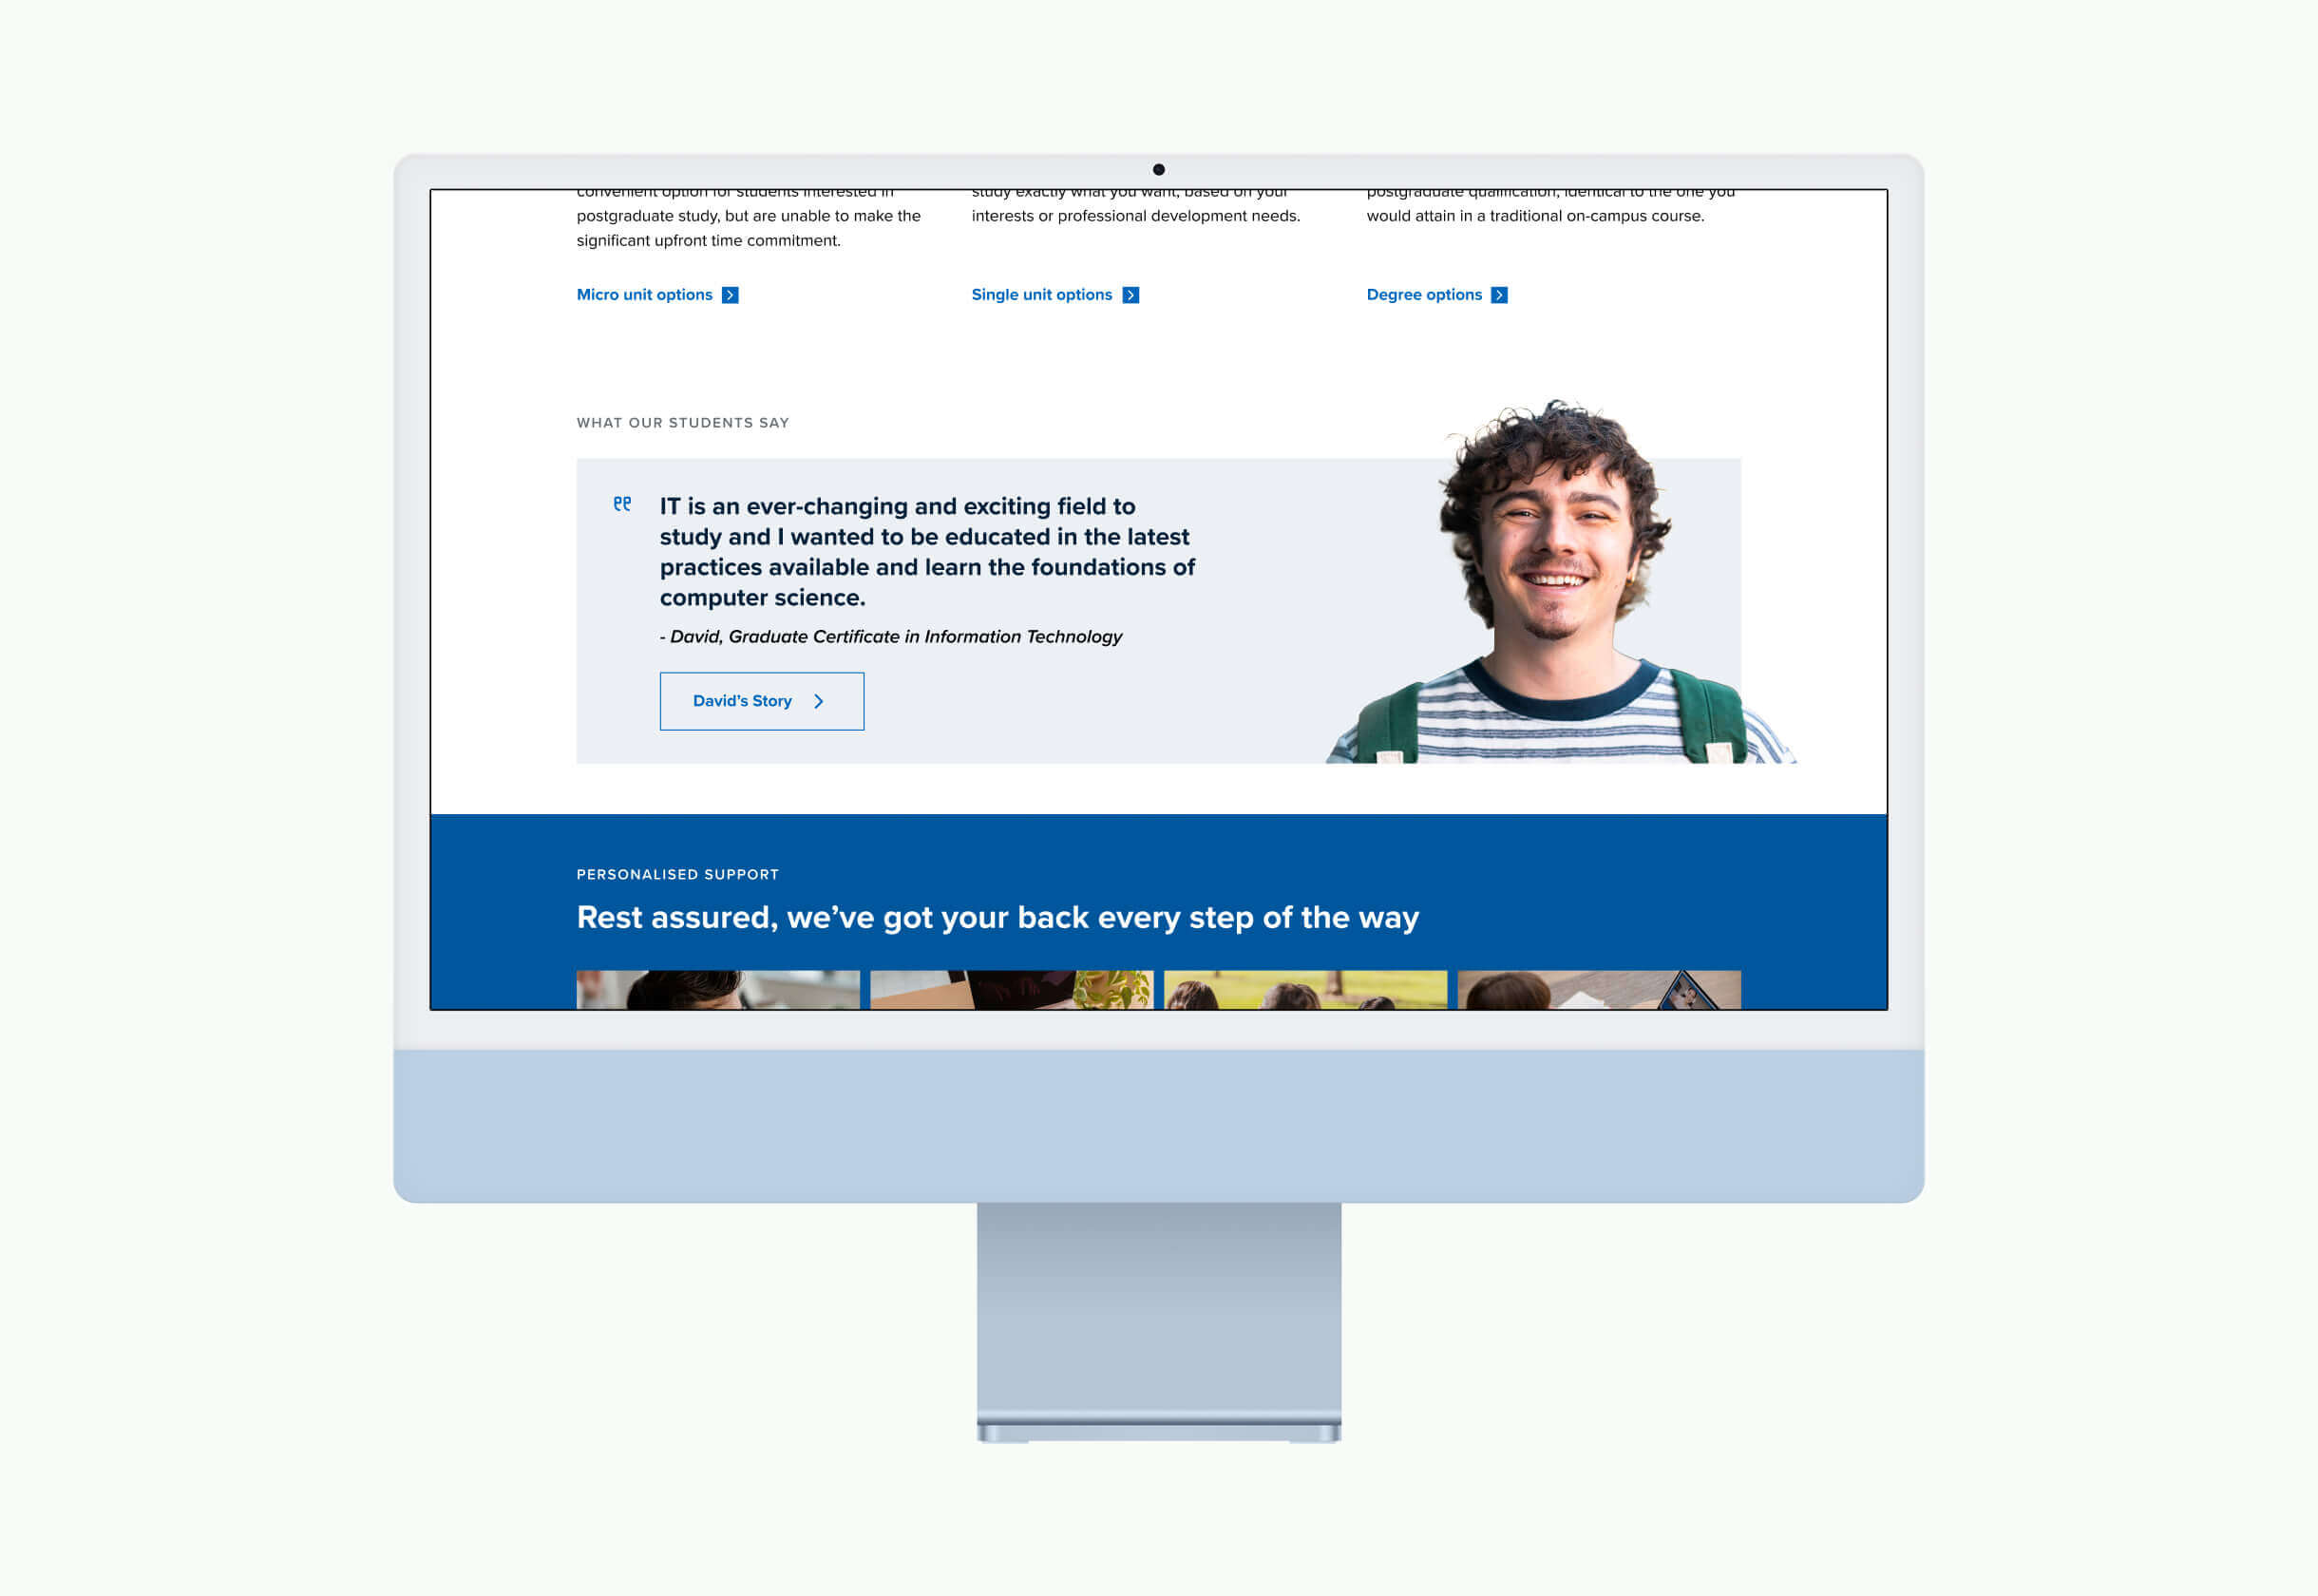 convenient option for students interested in
postgraduate study, but are unable to make the
significant upfront time commitment.
Micro unit options
study exactly what you want, based on your
interests or professional development needs.
Single unit options
postgraduate qualification, identical to the one you
would attain in a traditional on-campus course.
Degree options
WHAT OUR STUDENTS SAY
IT is an ever-changing and exciting field to
study and I wanted to be educated in the latest
practices available and learn the foundations of
computer science.
- David, Graduate Certificate in Information Technology
David’s Story
PERSONALISED SUPPORT
Rest assured, we’ve got your back every step of the way